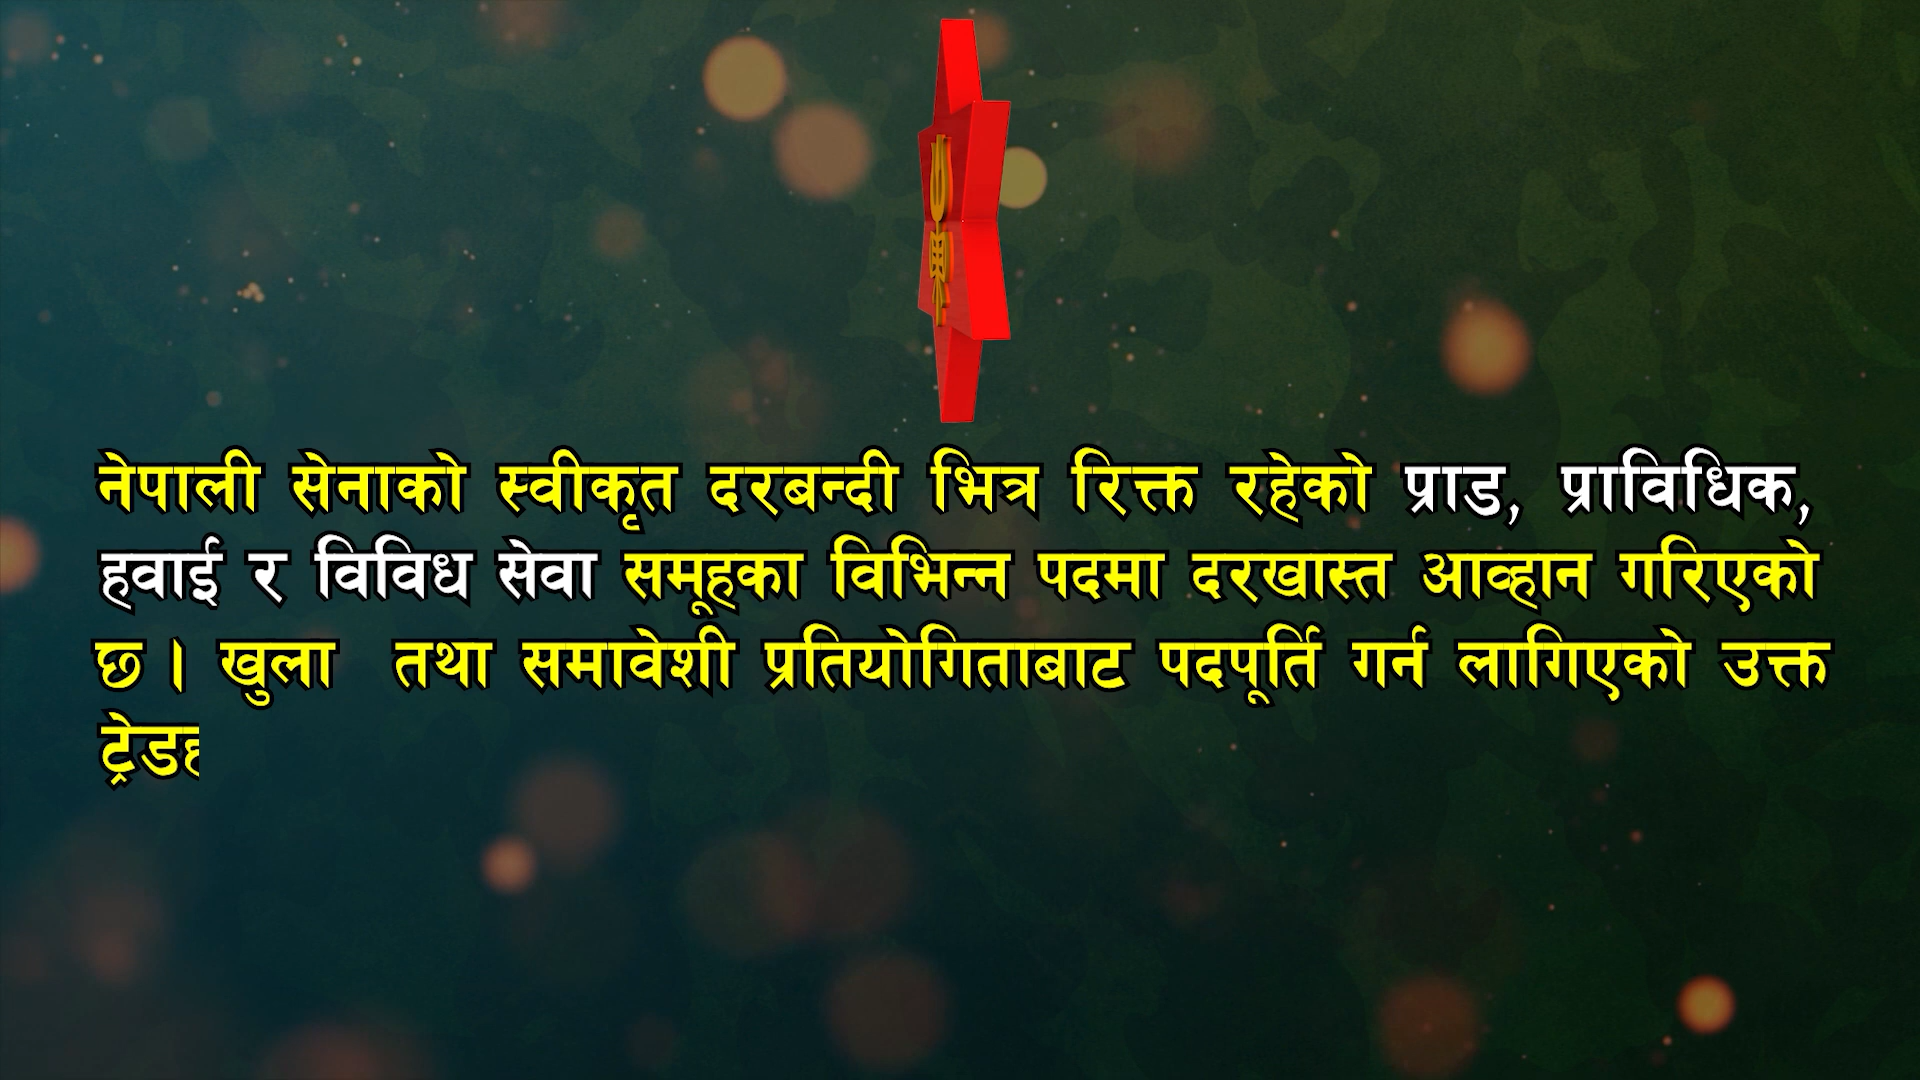 नेपाली सेनाको स्वीकृत दरबन्दी भित्र रिक्त रहेको प्राड, प्राविधिक,
हवाई र विविध सेवा समूहका विभिन्न पदमा दरखास्त आव्हान गरिएको
छ । खुला तथा समावेशी प्रतियोगिताबाट पदपूर्ति गर्न लागिएको उक्त